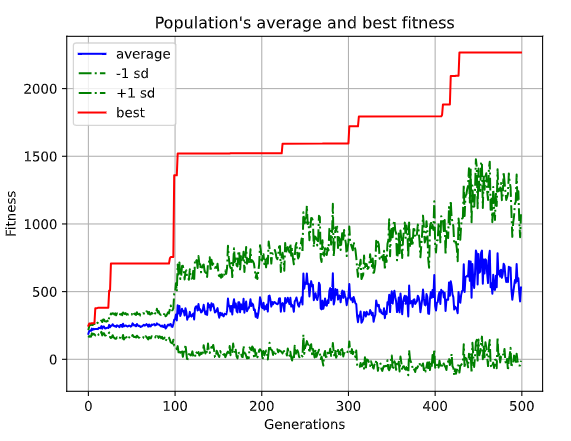 Population's average and best fitness
average
-1 sd
+1 sd
best
Fitness
2000
1500
1000
500
0
0 100 200 300 400 500
Generations